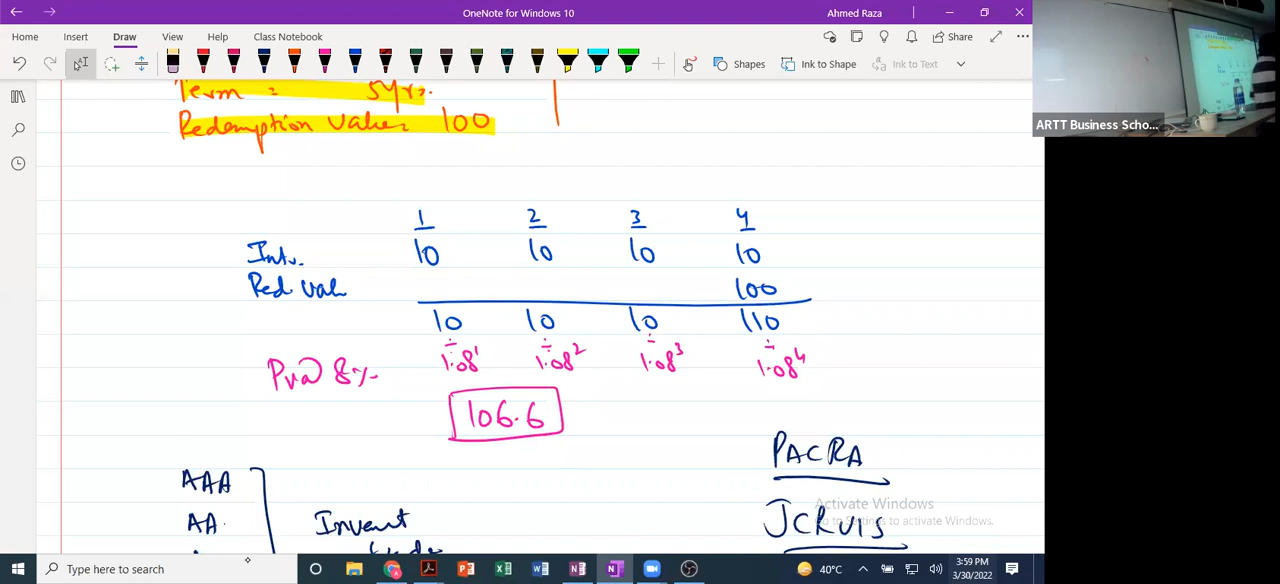 OneNote for Windows 10
Ahmed Raza
Home Insert Draw View Help Class Notebook
Share
Shapes Ink to Shape Ink to Text
ARTT Business Scho...
Term = 5yrs.
Redemption Value = 100
1 2 3 4
Intr. 10 10 10 10
Red. Val 100
10 10 10 110
÷ ÷ ÷ ÷
1.08¹ 1.08² 1.08³ 1.08⁴
PV@ 8%
106.6
PACRA
AAA
AA
Invent
JCRVIS
Activate Windows
Go to Settings to activate Windows.
Type here to search
40°C
3:59 PM
3/30/2022